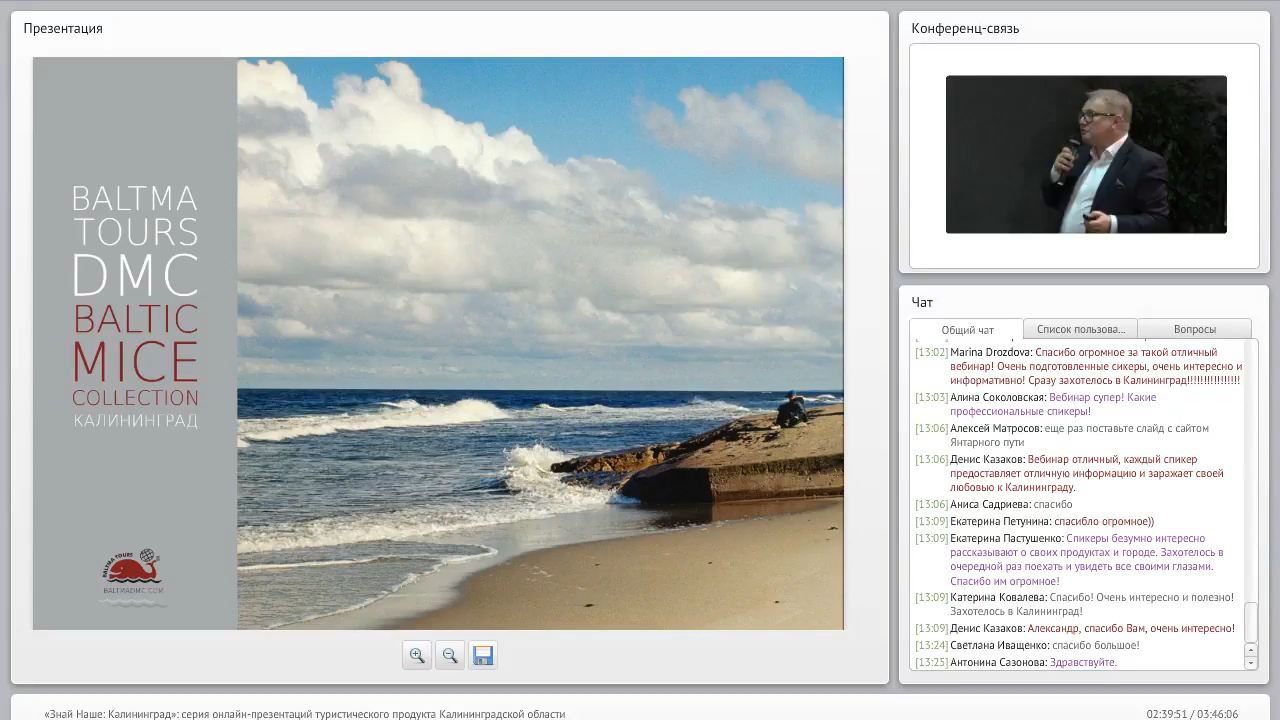 Презентация
BALTMA
TOURS
DMC
BALTIC
MICE
COLLECTION
КАЛИНИНГРАД
BALTMA TOURS
BALTMADMC.COM
Конференц-связь
Чат
Общий чат
Список пользова...
Вопросы
[13:02] Marina Drozdova: Спасибо огромное за такой отличный
вебинар! Очень подготовленные сикеры, очень интересно и
информативно! Сразу захотелось в Калининград!!!!!!!!!!!!!!!!
[13:03] Алина Соколовская: Вебинар супер! Какие
профессиональные спикеры!
[13:06] Алексей Матросов: еще раз поставьте слайд с сайтом
Янтарного пути
[13:06] Денис Казаков: Вебинар отличный, каждый спикер
предоставляет отличную информацию и заражает своей
любовью к Калининграду.
[13:06] Аниса Садриева: спасибо
[13:09] Екатерина Петунина: спасибло огромное))
[13:09] Екатерина Пастушенко: Спикеры безумно интересно
рассказывают о своих продуктах и городе. Захотелось в
очередной раз поехать и увидеть все своими глазами.
Спасибо им огромное!
[13:09] Катерина Ковалева: Спасибо! Очень интересно и полезно!
Захотелось в Калининград!
[13:09] Денис Казаков: Александр, спасибо Вам, очень интересно!
[13:24] Светлана Иващенко: спасибо большое!
[13:25] Антонина Сазонова: Здравствуйте.
«Знай Наше: Калининград»: серия онлайн-презентаций туристического продукта Калининградской области
02:39:51 / 03:46:06